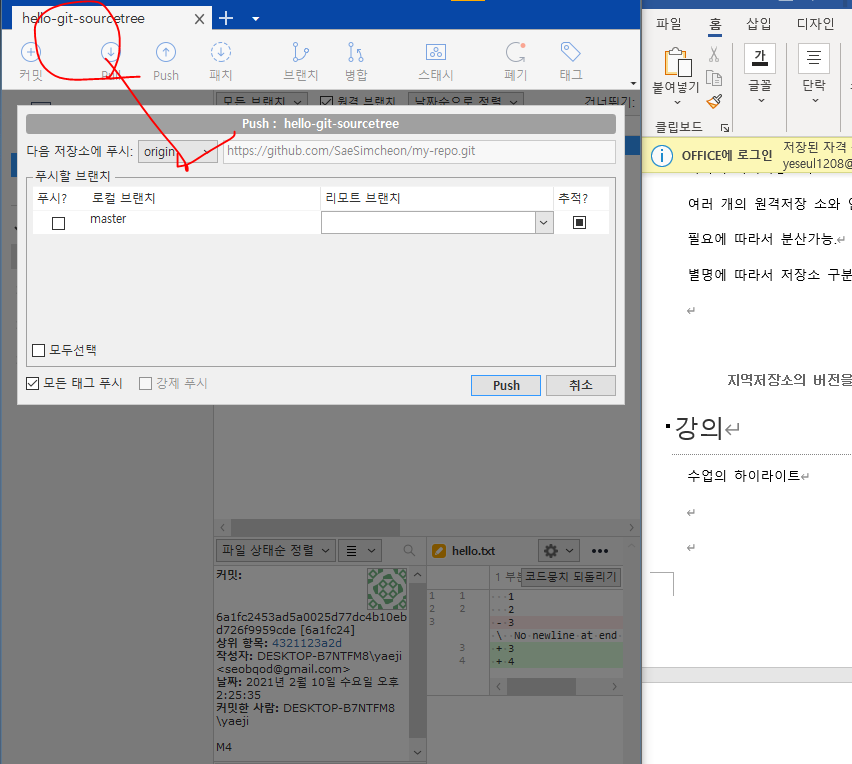 hello-git-sourcetree
파일 홈 삽입 디자인
커밋 Push 패치 브랜치 병합 스태시 폐기 태그
붙여넣기 글꼴 단락
클립보드
모든 브랜치 원격 브랜치 날짜순으로 정렬 건너뛰기:
Push : hello-git-sourcetree
다음 저장소에 푸시: origin https://github.com/SaeSimcheon/my-repo.git
푸시할 브랜치
푸시? 로컬 브랜치 리모트 브랜치 추적?
master
모두선택
모든 태그 푸시 강제 푸시 Push 취소
OFFICE에 로그인 저장된 자격
yeseul1208@
여러 개의 원격저장 소와
필요에 따라서 분산가능.
별명에 따라서 저장소 구분
지역저장소의 버전을
강의
수업의 하이라이트
파일 상태순 정렬
hello.txt
커밋:
6a1fc2453ad5a0025d77dc4b10eb
d726f9959cde [6a1fc24]
상위 항목: 4321123a2d
작성자: DESKTOP-B7NTFM8\yaeji
<seobqod@gmail.com>
날짜: 2021년 2월 10일 수요일 오후
2:25:35
커밋한 사람: DESKTOP-B7NTFM8
\yaeji
M4
1 부분 코드뭉치 되돌리기
1 1 1
2 2 2
3 - 3
\ No newline at end
3 + 3
4 + 4